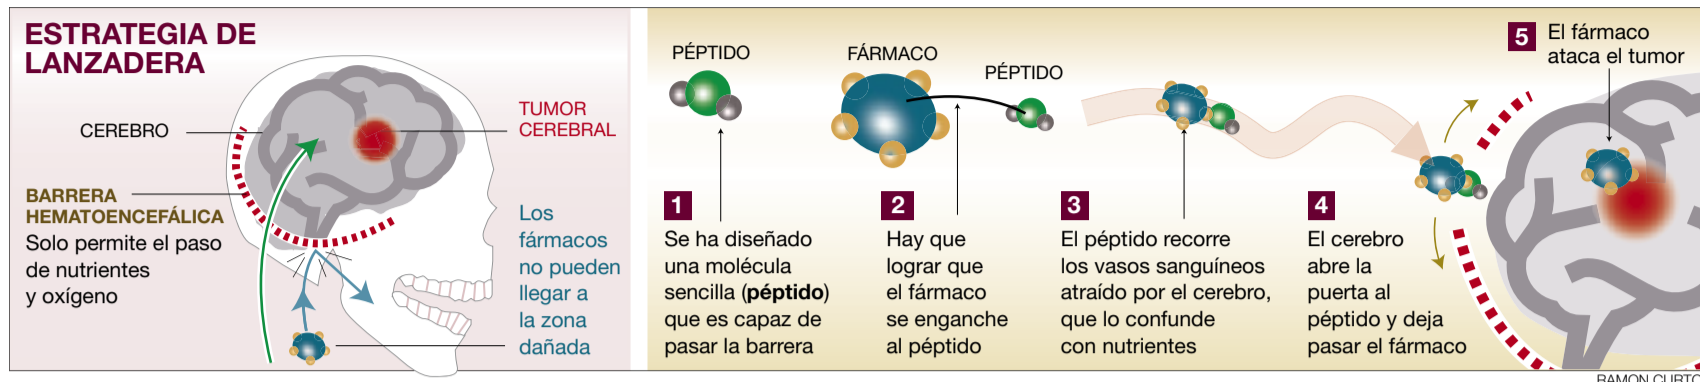 ESTRATEGIA DE
LANZADERA
CEREBRO
TUMOR
CEREBRAL
BARRERA
HEMATOENCEFÁLICA
Solo permite el paso
de nutrientes
y oxígeno
Los
fármacos
no pueden
llegar a
la zona
dañada
PÉPTIDO
FÁRMACO
PÉPTIDO
1
Se ha diseñado
una molécula
sencilla (péptido)
que es capaz de
pasar la barrera
2
Hay que
lograr que
el fármaco
se enganche
al péptido
3
El péptido recorre
los vasos sanguíneos
atraído por el cerebro,
que lo confunde
con nutrientes
4
El cerebro
abre la
puerta al
péptido y deja
pasar el fármaco
5
El fármaco
ataca el tumor
RAMON CURTO